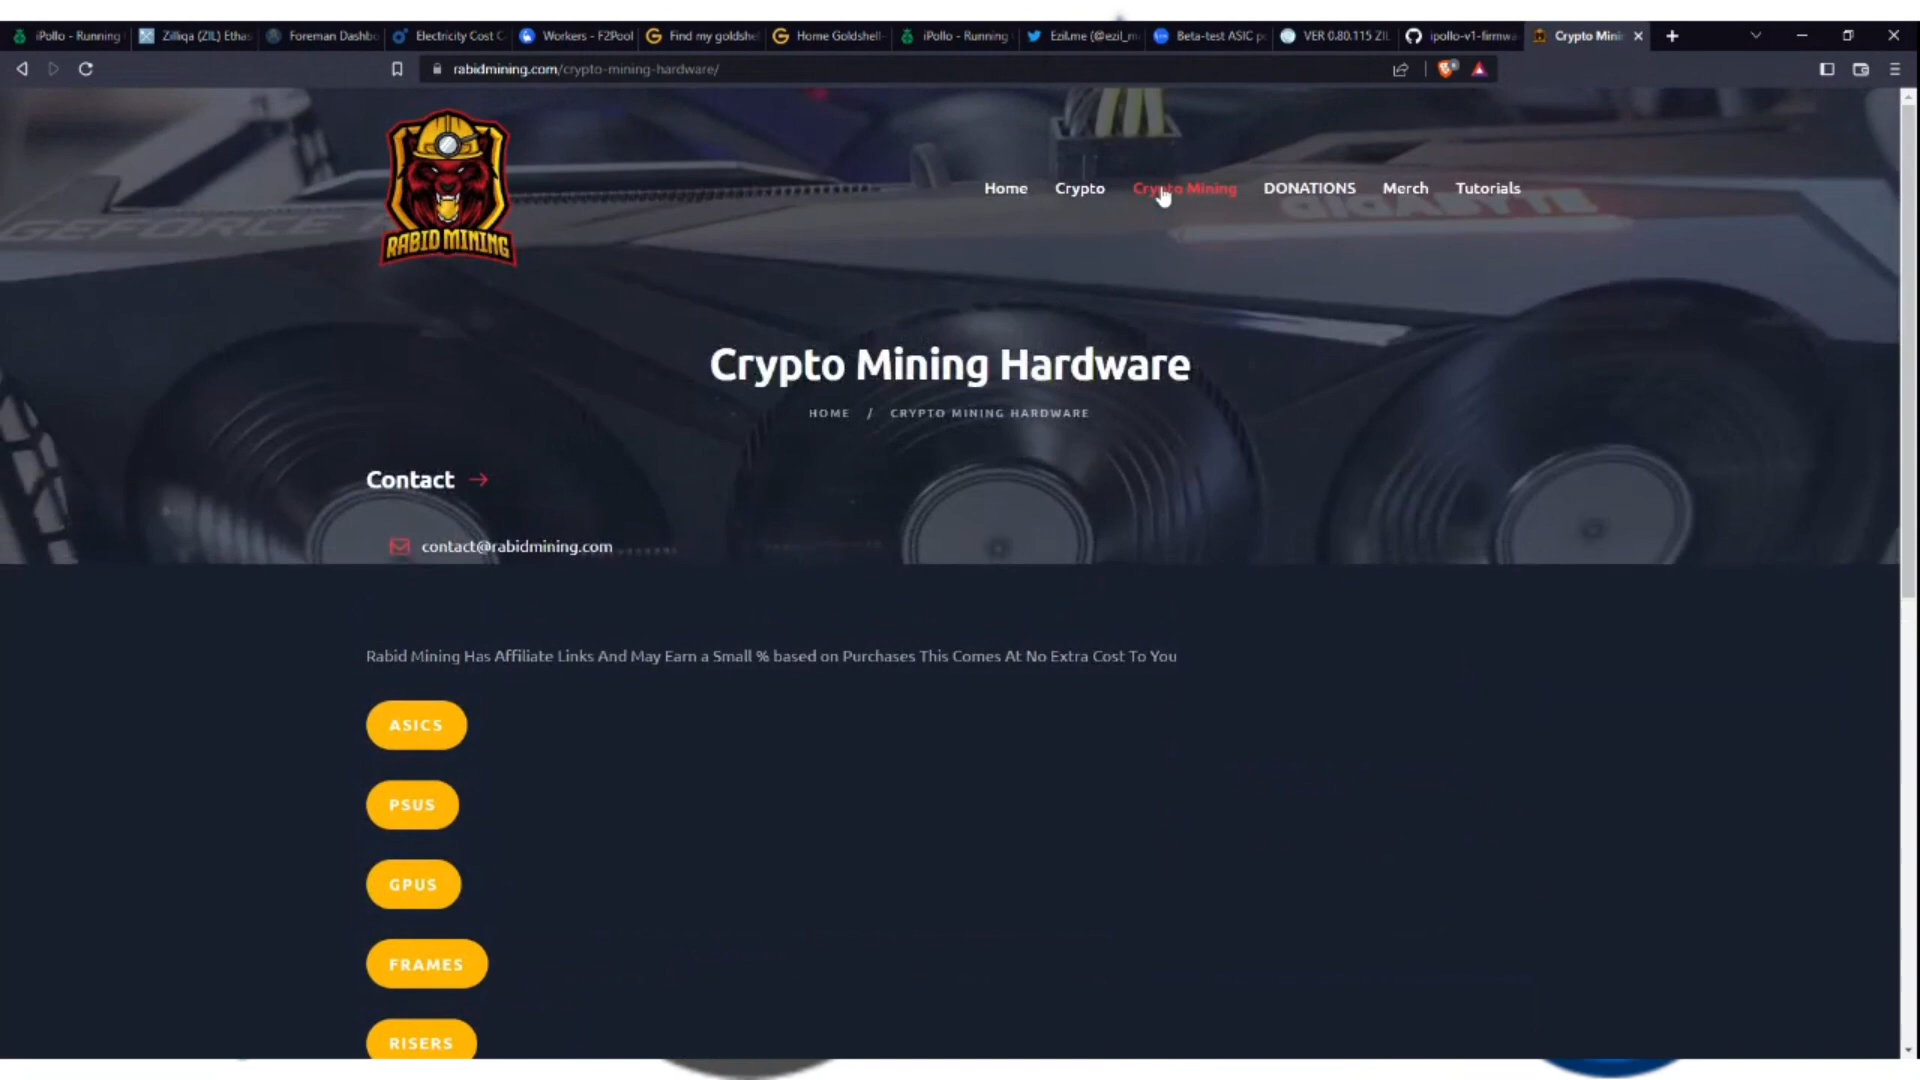 iPollo - Running
Zilliqa (ZIL) Ethas
Foreman Dashbo
Electricity Cost C
Workers - F2Pool
Find my goldshe
Home Goldshell
iPollo - Running
Ezil.me (@ezil_m
Beta-test ASIC p
VER 0.80.115 ZIL
ipollo-v1-firmwa
Crypto Mini
rabidmining.com/crypto-mining-hardware/
RABID MINING
Home
Crypto
Crypto Mining
DONATIONS
Merch
Tutorials
GEFORCE
GIGABYTE
Crypto Mining Hardware
HOME / CRYPTO MINING HARDWARE
Contact →
contact@rabidmining.com
Rabid Mining Has Affiliate Links And May Earn a Small % based on Purchases This Comes At No Extra Cost To You
ASICS
PSUS
GPUS
FRAMES
RISERS